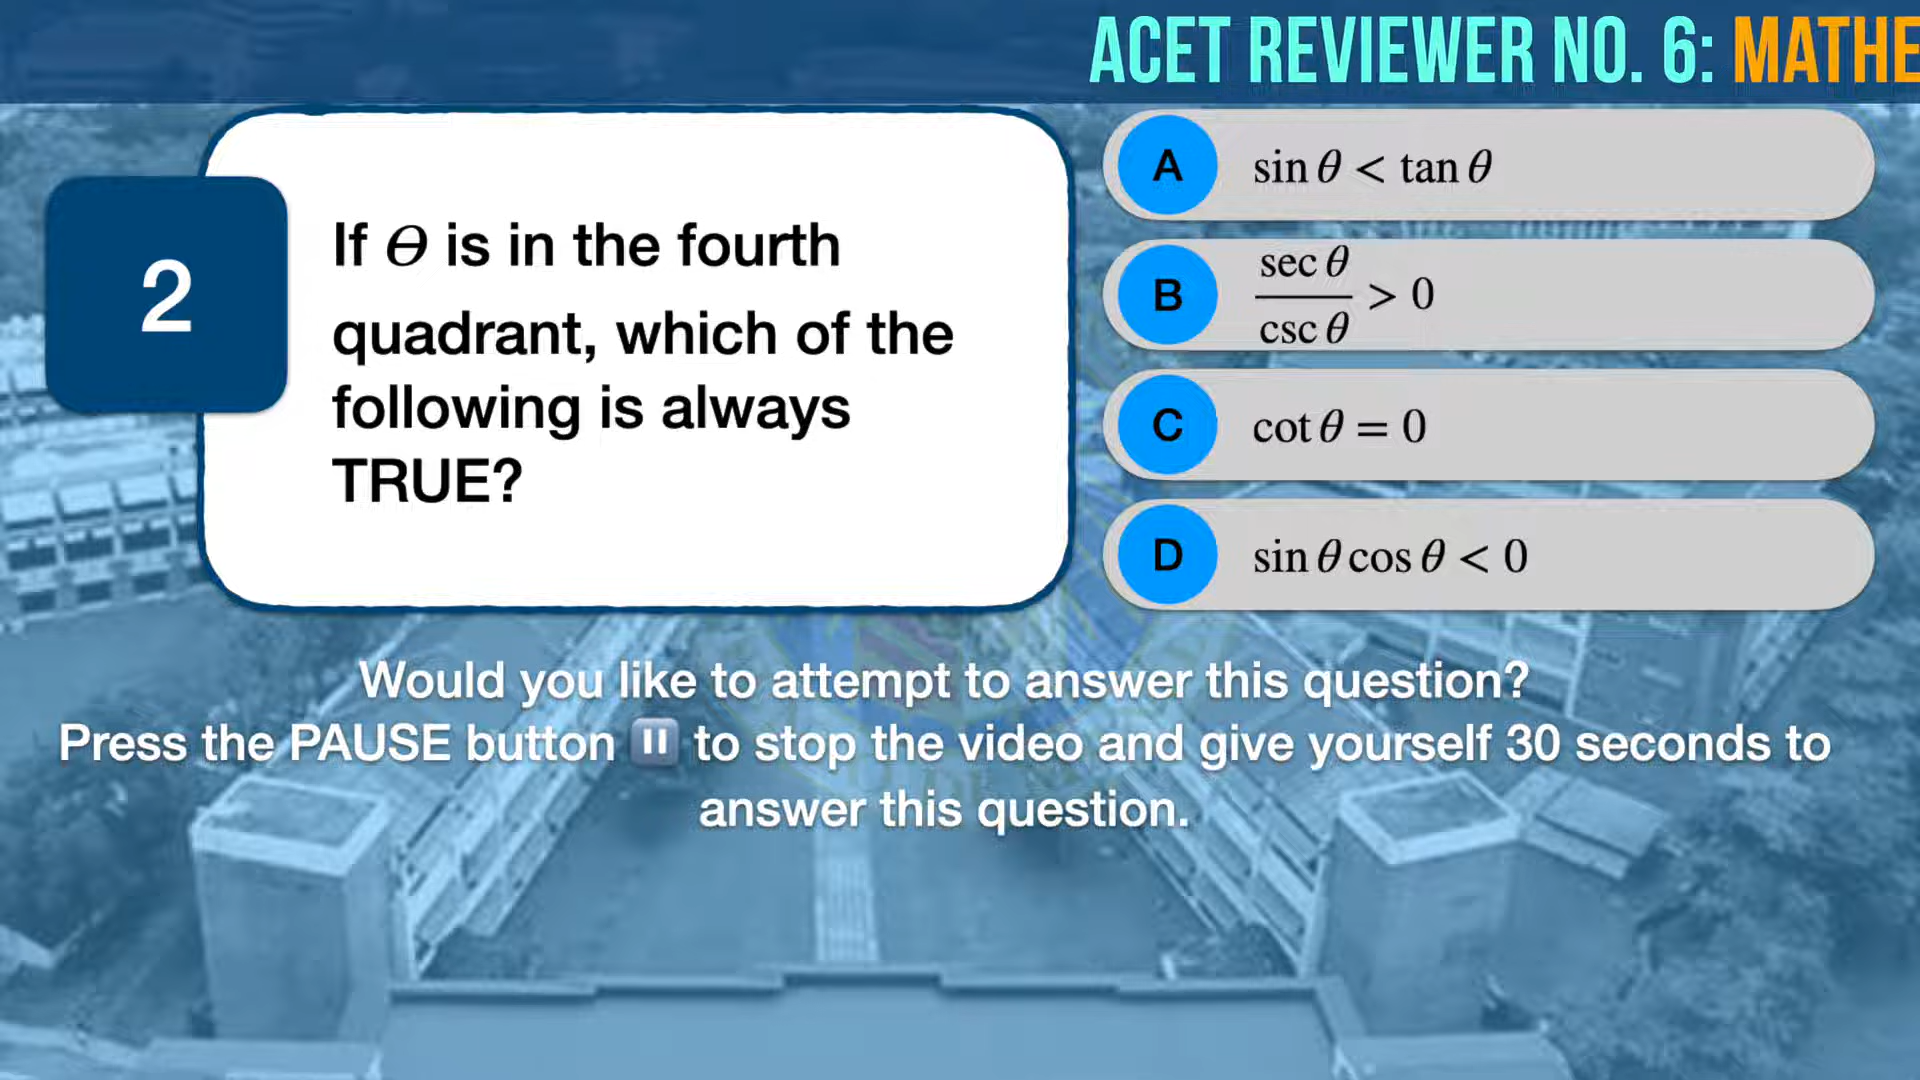 ACET REVIEWER NO. 6: MATHE
2
If Θ is in the fourth
quadrant, which of the
following is always
TRUE?
A sin θ < tan θ
B sec θ / csc θ > 0
C cot θ = 0
D sin θ cos θ < 0
Would you like to attempt to answer this question?
Press the PAUSE button ⏸ to stop the video and give yourself 30 seconds to
answer this question.